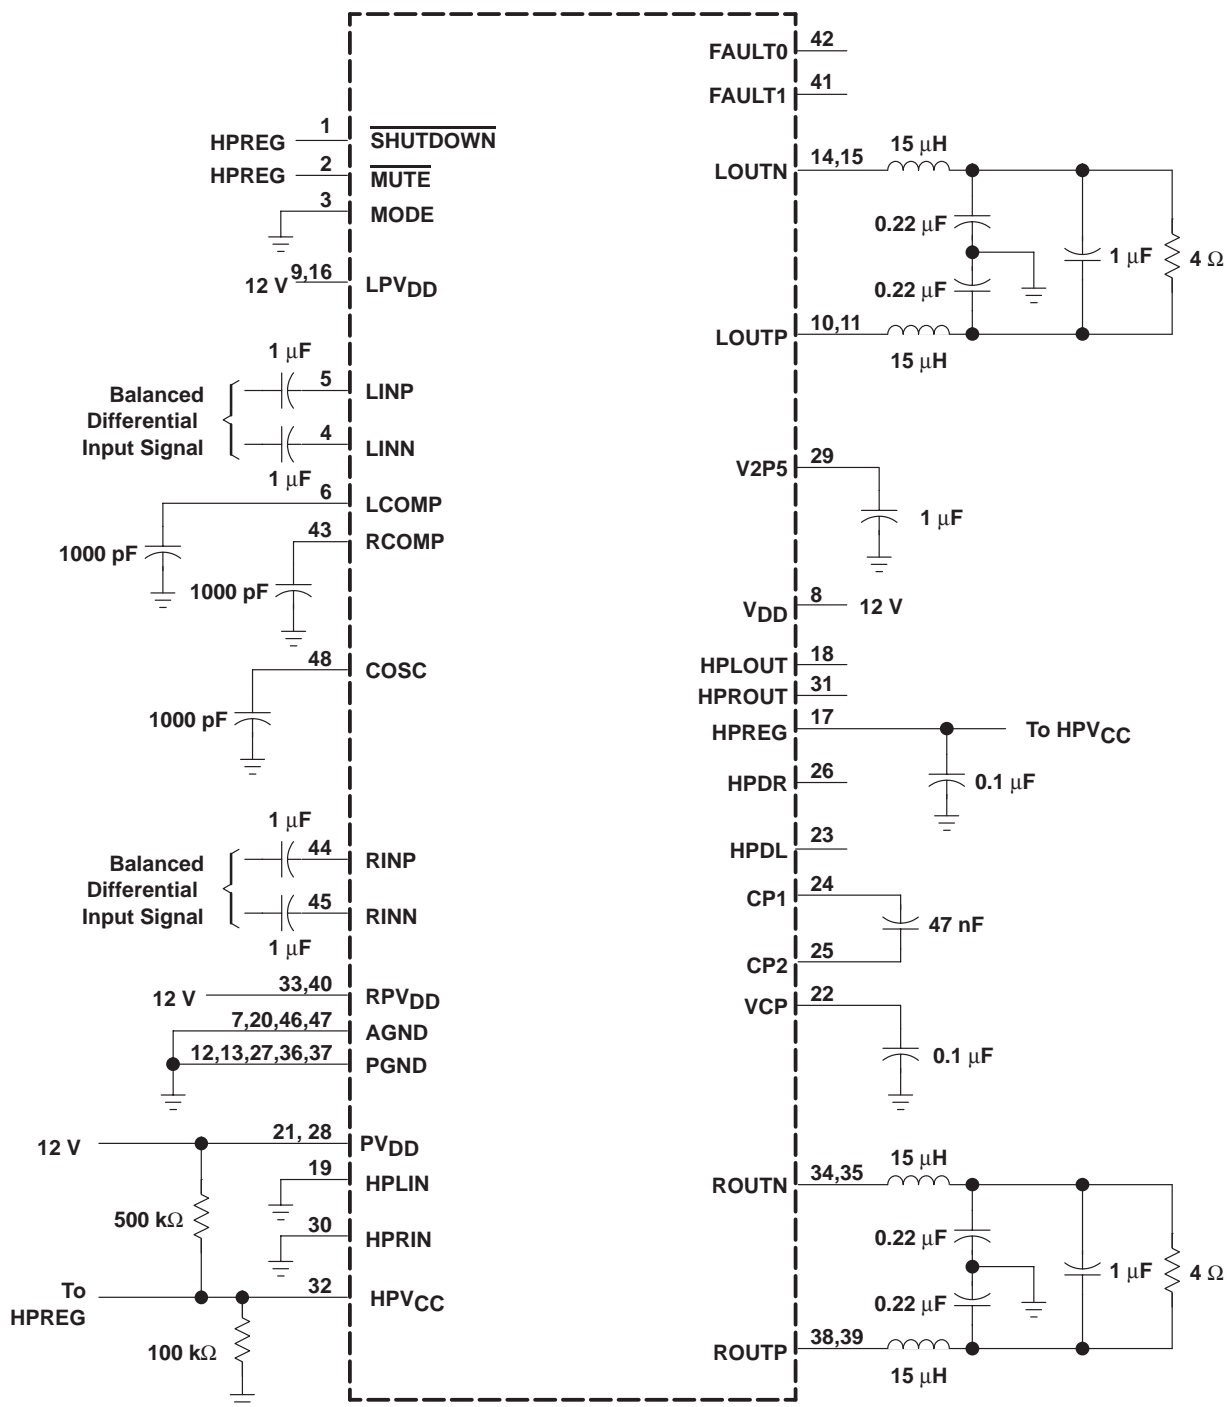 42
FAULT0
41
FAULT1
1
HPREG
SHUTDOWN
2
HPREG
MUTE
3
MODE
9,16
12 V
LPVDD
14,15
15 μH
LOUTN
0.22 μF
1 μF
4 Ω
0.22 μF
10,11
LOUTP
15 μH
1 μF
5
LINP
Balanced
Differential
Input Signal
4
LINN
1 μF
6
LCOMP
1000 pF
43
RCOMP
1000 pF
29
V2P5
1 μF
8
VDD
12 V
48
COSC
1000 pF
18
HPLOUT
31
HPROUT
17
HPREG
To HPVCC
0.1 μF
26
HPDR
23
HPDL
1 μF
44
RINP
Balanced
Differential
Input Signal
45
RINN
1 μF
24
CP1
47 nF
25
CP2
22
VCP
0.1 μF
33,40
12 V
RPVDD
7,20,46,47
AGND
12,13,27,36,37
PGND
21, 28
12 V
PVDD
19
HPLIN
500 kΩ
30
HPRIN
To
HPREG
32
HPVCC
100 kΩ
15 μH
34,35
ROUTN
0.22 μF
1 μF
4 Ω
0.22 μF
38,39
ROUTP
15 μH